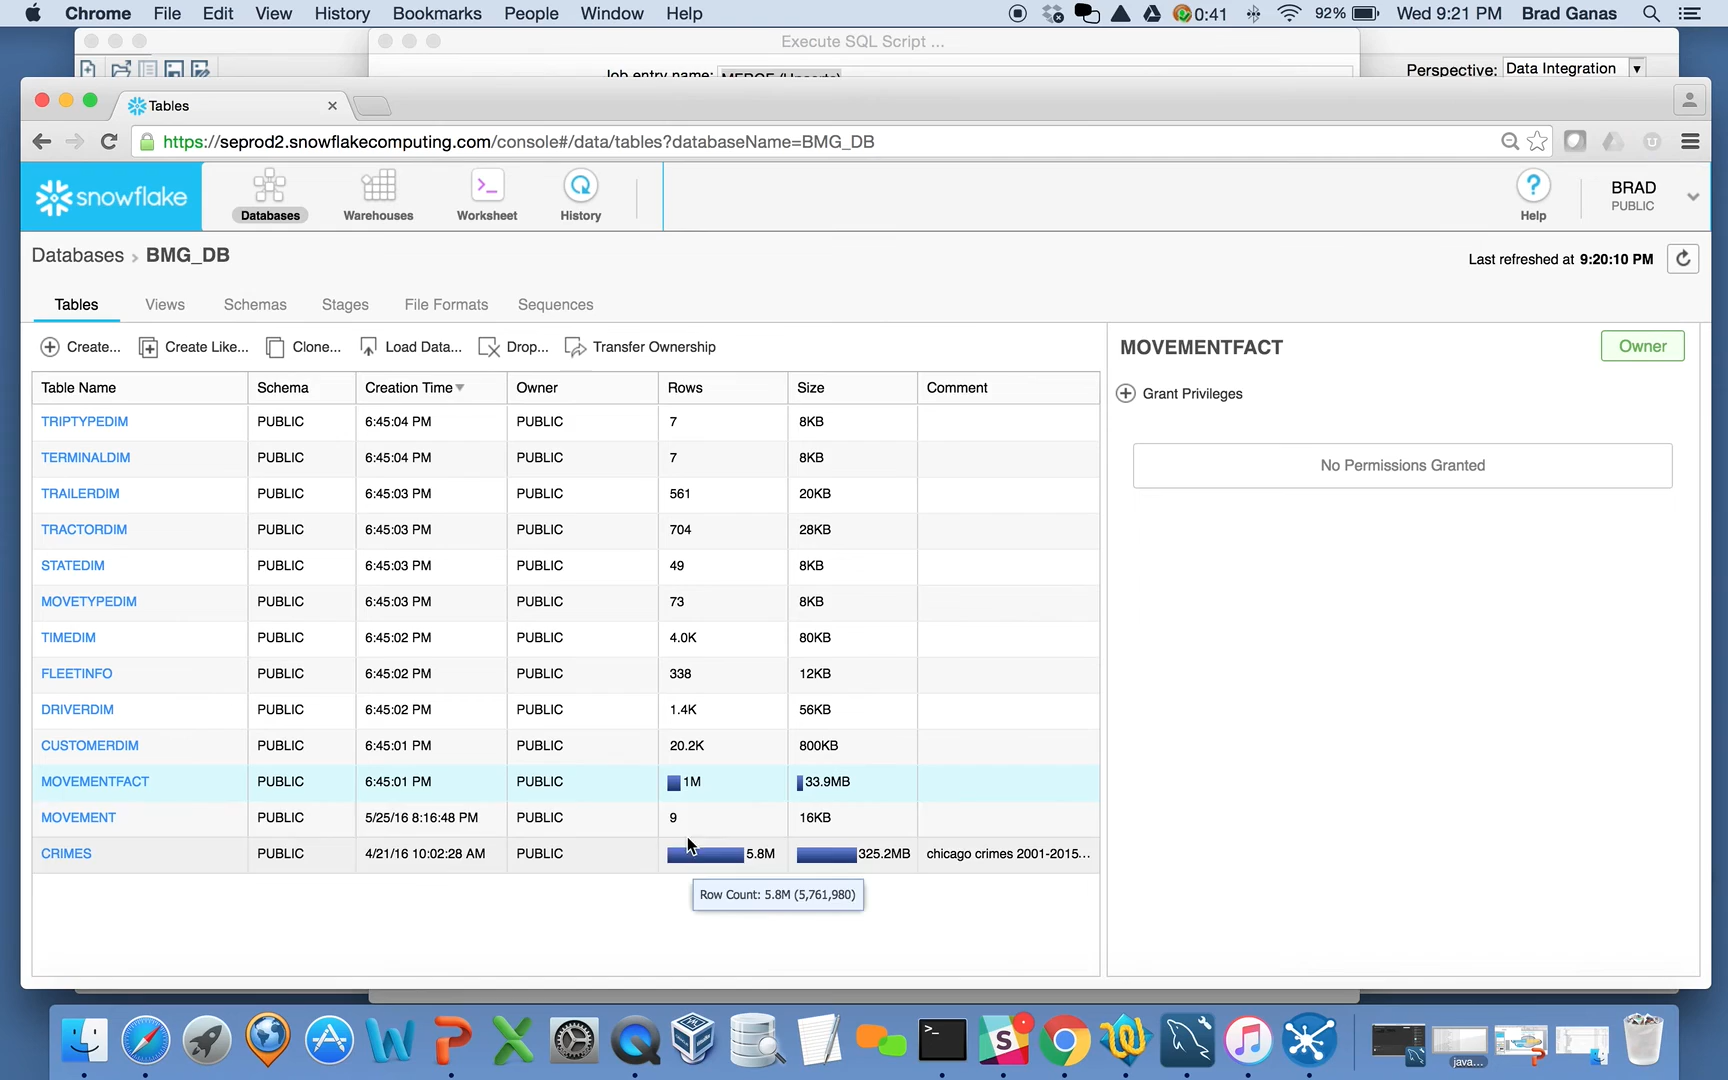 Chrome File Edit View History Bookmarks People Window Help 0:41 92% Wed 9:21 PM Brad Ganas
Execute SQL Script ...
Job entry name: MERGE (Upserts)
Perspective: Data Integration
Tables
https://seprod2.snowflakecomputing.com/console#/data/tables?databaseName=BMG_DB
snowflake Databases Warehouses Worksheet History Help BRAD
PUBLIC
Databases › BMG_DB
Last refreshed at 9:20:10 PM
Tables Views Schemas Stages File Formats Sequences
Create... Create Like... Clone... Load Data... Drop... Transfer Ownership
Table Name Schema Creation Time Owner Rows Size Comment
TRIPTYPEDIM PUBLIC 6:45:04 PM PUBLIC 7 8KB
TERMINALDIM PUBLIC 6:45:04 PM PUBLIC 7 8KB
TRAILERDIM PUBLIC 6:45:03 PM PUBLIC 561 20KB
TRACTORDIM PUBLIC 6:45:03 PM PUBLIC 704 28KB
STATEDIM PUBLIC 6:45:03 PM PUBLIC 49 8KB
MOVETYPEDIM PUBLIC 6:45:03 PM PUBLIC 73 8KB
TIMEDIM PUBLIC 6:45:02 PM PUBLIC 4.0K 80KB
FLEETINFO PUBLIC 6:45:02 PM PUBLIC 338 12KB
DRIVERDIM PUBLIC 6:45:02 PM PUBLIC 1.4K 56KB
CUSTOMERDIM PUBLIC 6:45:01 PM PUBLIC 20.2K 800KB
MOVEMENTFACT PUBLIC 6:45:01 PM PUBLIC 1M 33.9MB
MOVEMENT PUBLIC 5/25/16 8:16:48 PM PUBLIC 9 16KB
CRIMES PUBLIC 4/21/16 10:02:28 AM PUBLIC 5.8M 325.2MB chicago crimes 2001-2015...
Row Count: 5.8M (5,761,980)
MOVEMENTFACT Owner
Grant Privileges
No Permissions Granted
java...